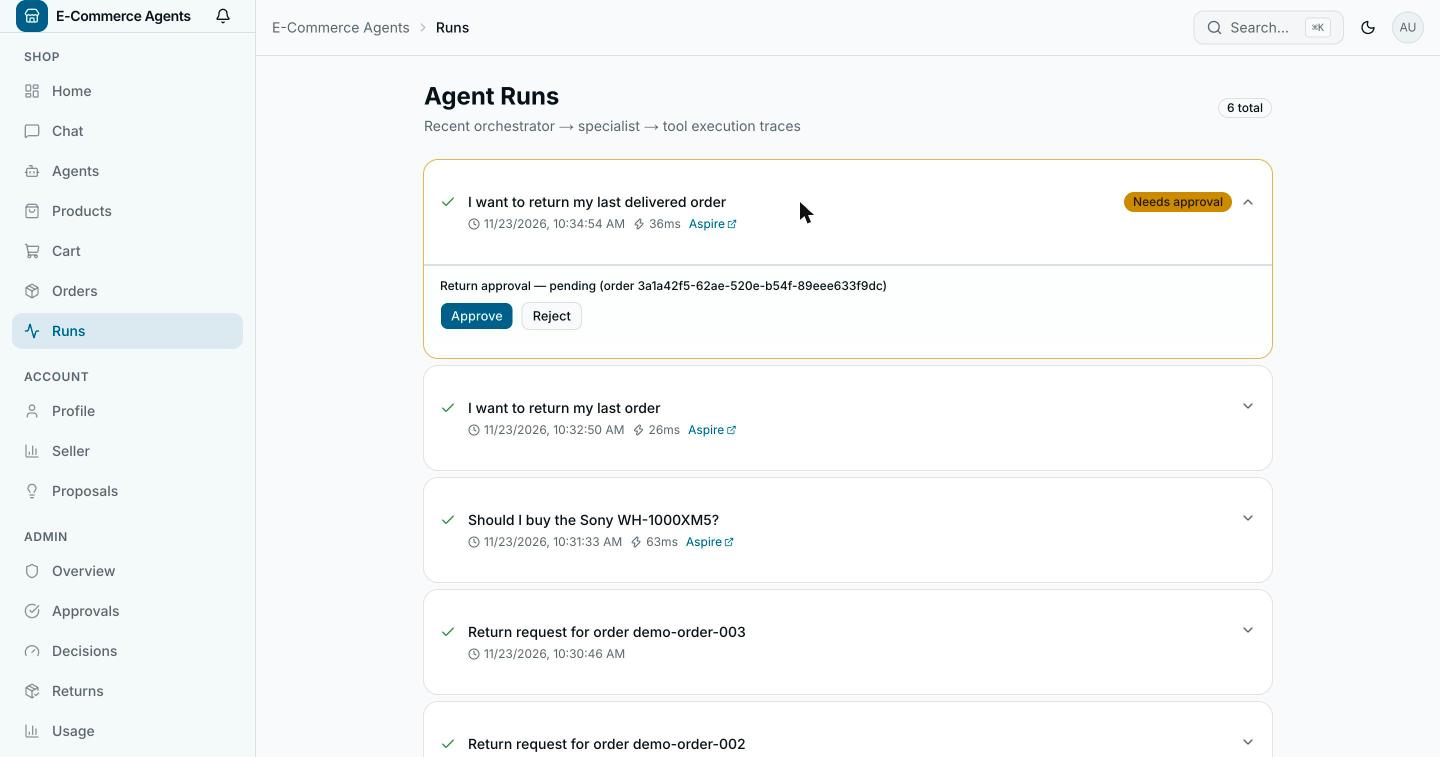 E-Commerce Agents
E-Commerce Agents
Runs
Search...
⌘K
AU
SHOP
Home
Chat
Agents
Products
Cart
Orders
Runs
ACCOUNT
Profile
Seller
Proposals
ADMIN
Overview
Approvals
Decisions
Returns
Usage
Agent Runs
Recent orchestrator → specialist → tool execution traces
6 total
I want to return my last delivered order
Needs approval
11/23/2026, 10:34:54 AM 36ms Aspire
Return approval — pending (order 3a1a42f5-62ae-520e-b54f-89eee633f9dc)
Approve Reject
I want to return my last order
11/23/2026, 10:32:50 AM 26ms Aspire
Should I buy the Sony WH-1000XM5?
11/23/2026, 10:31:33 AM 63ms Aspire
Return request for order demo-order-003
11/23/2026, 10:30:46 AM
Return request for order demo-order-002